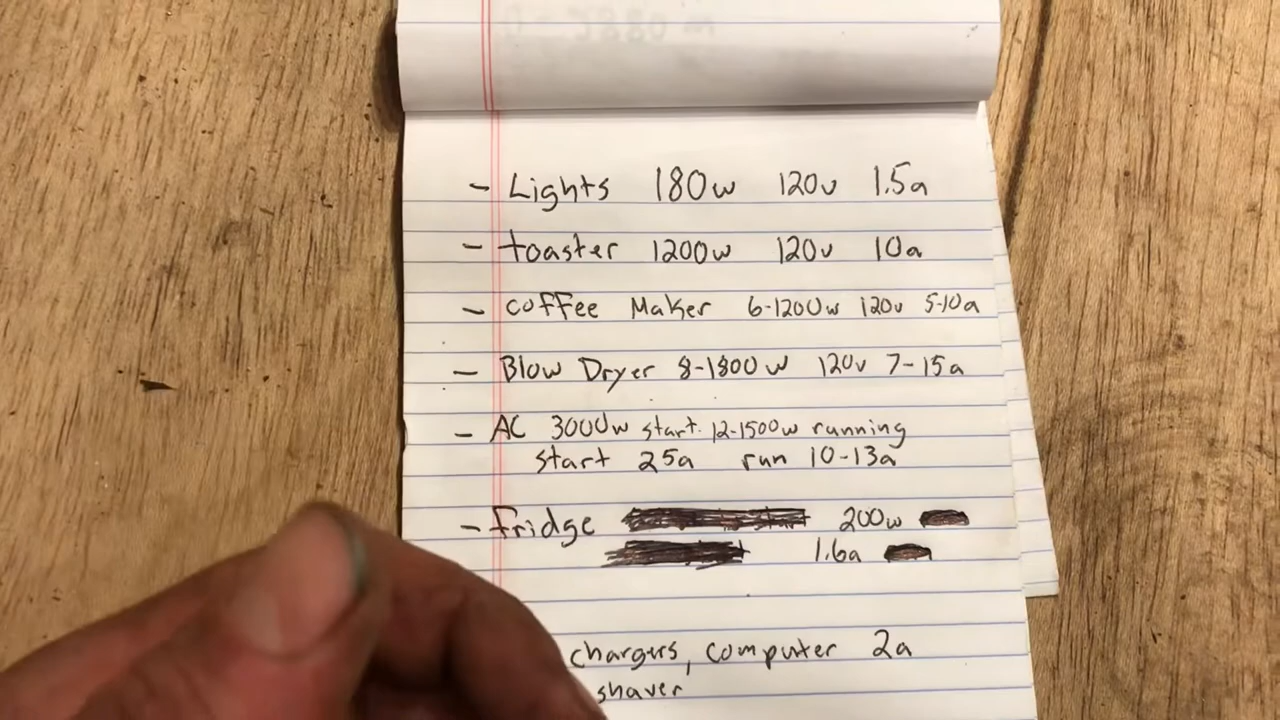 - Lights 180w 120v 1.5a
- toaster 1200w 120v 10a
- coffee Maker 6-1200w 120v 5-10a
- Blow Dryer 8-1800w 120v 7-15a
- AC 3000w start 12-1500w running
start 25a run 10-13a
- fridge 200w
1.6a
chargers, computer 2a
shaver